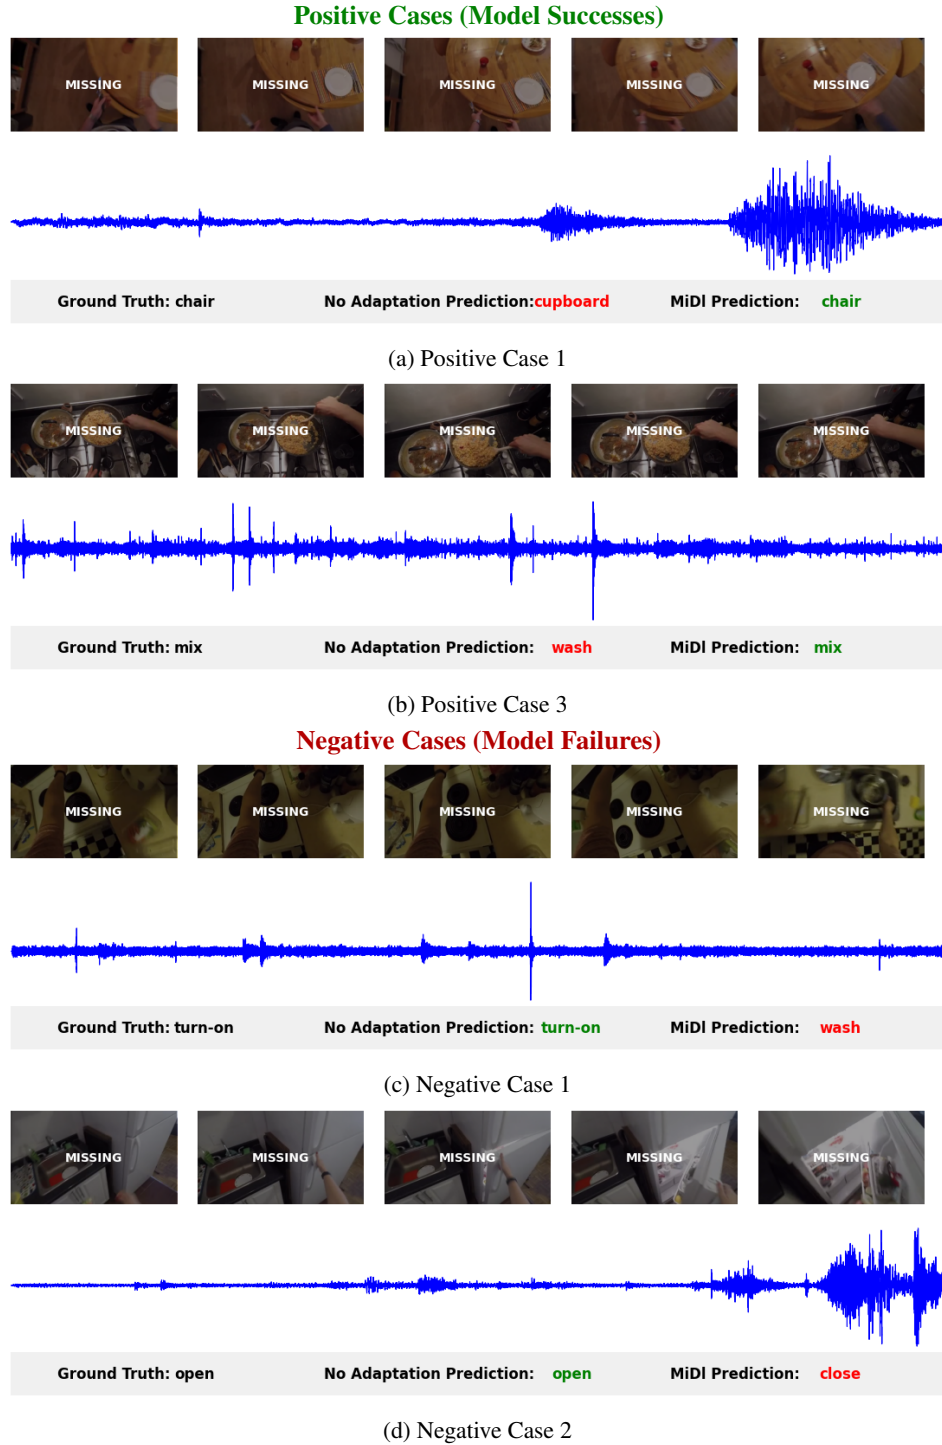 Positive Cases (Model Successes)
MISSING MISSING MISSING MISSING MISSING
Ground Truth: chair No Adaptation Prediction:cupboard MiDl Prediction: chair
(a) Positive Case 1
MISSING MISSING MISSING MISSING MISSING
Ground Truth: mix No Adaptation Prediction: wash MiDl Prediction: mix
(b) Positive Case 3
Negative Cases (Model Failures)
MISSING MISSING MISSING MISSING MISSING
Ground Truth: turn-on No Adaptation Prediction: turn-on MiDl Prediction: wash
(c) Negative Case 1
MISSING MISSING MISSING MISSING MISSING
Ground Truth: open No Adaptation Prediction: open MiDl Prediction: close
(d) Negative Case 2